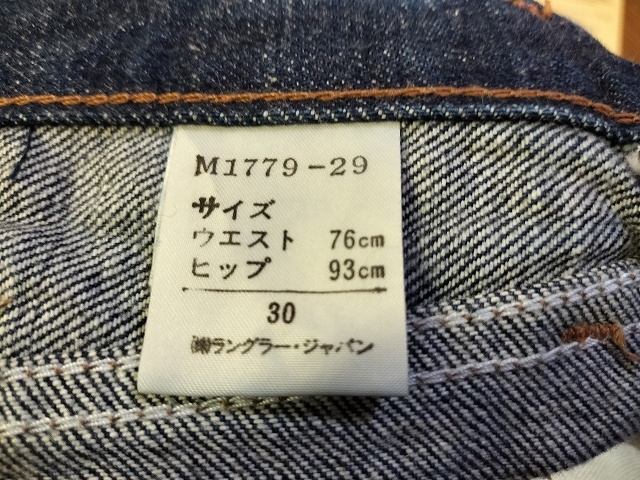 M1779-29
サイズ
ウエスト 76cm
ヒップ 93cm
30
㈱ラングラー・ジャパン